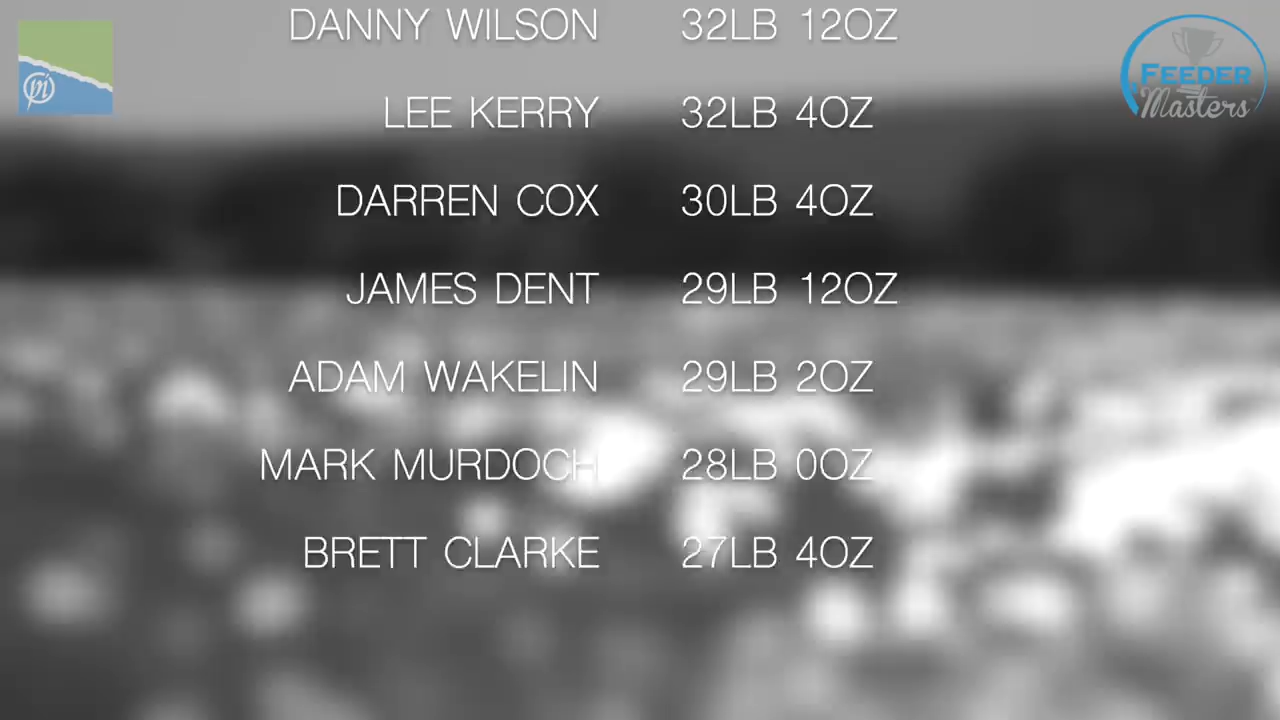 DANNY WILSON 32LB 12OZ
LEE KERRY 32LB 4OZ
DARREN COX 30LB 4OZ
JAMES DENT 29LB 12OZ
ADAM WAKELIN 29LB 2OZ
MARK MURDOCH 28LB 0OZ
BRETT CLARKE 27LB 4OZ
pi
FEEDER
Masters